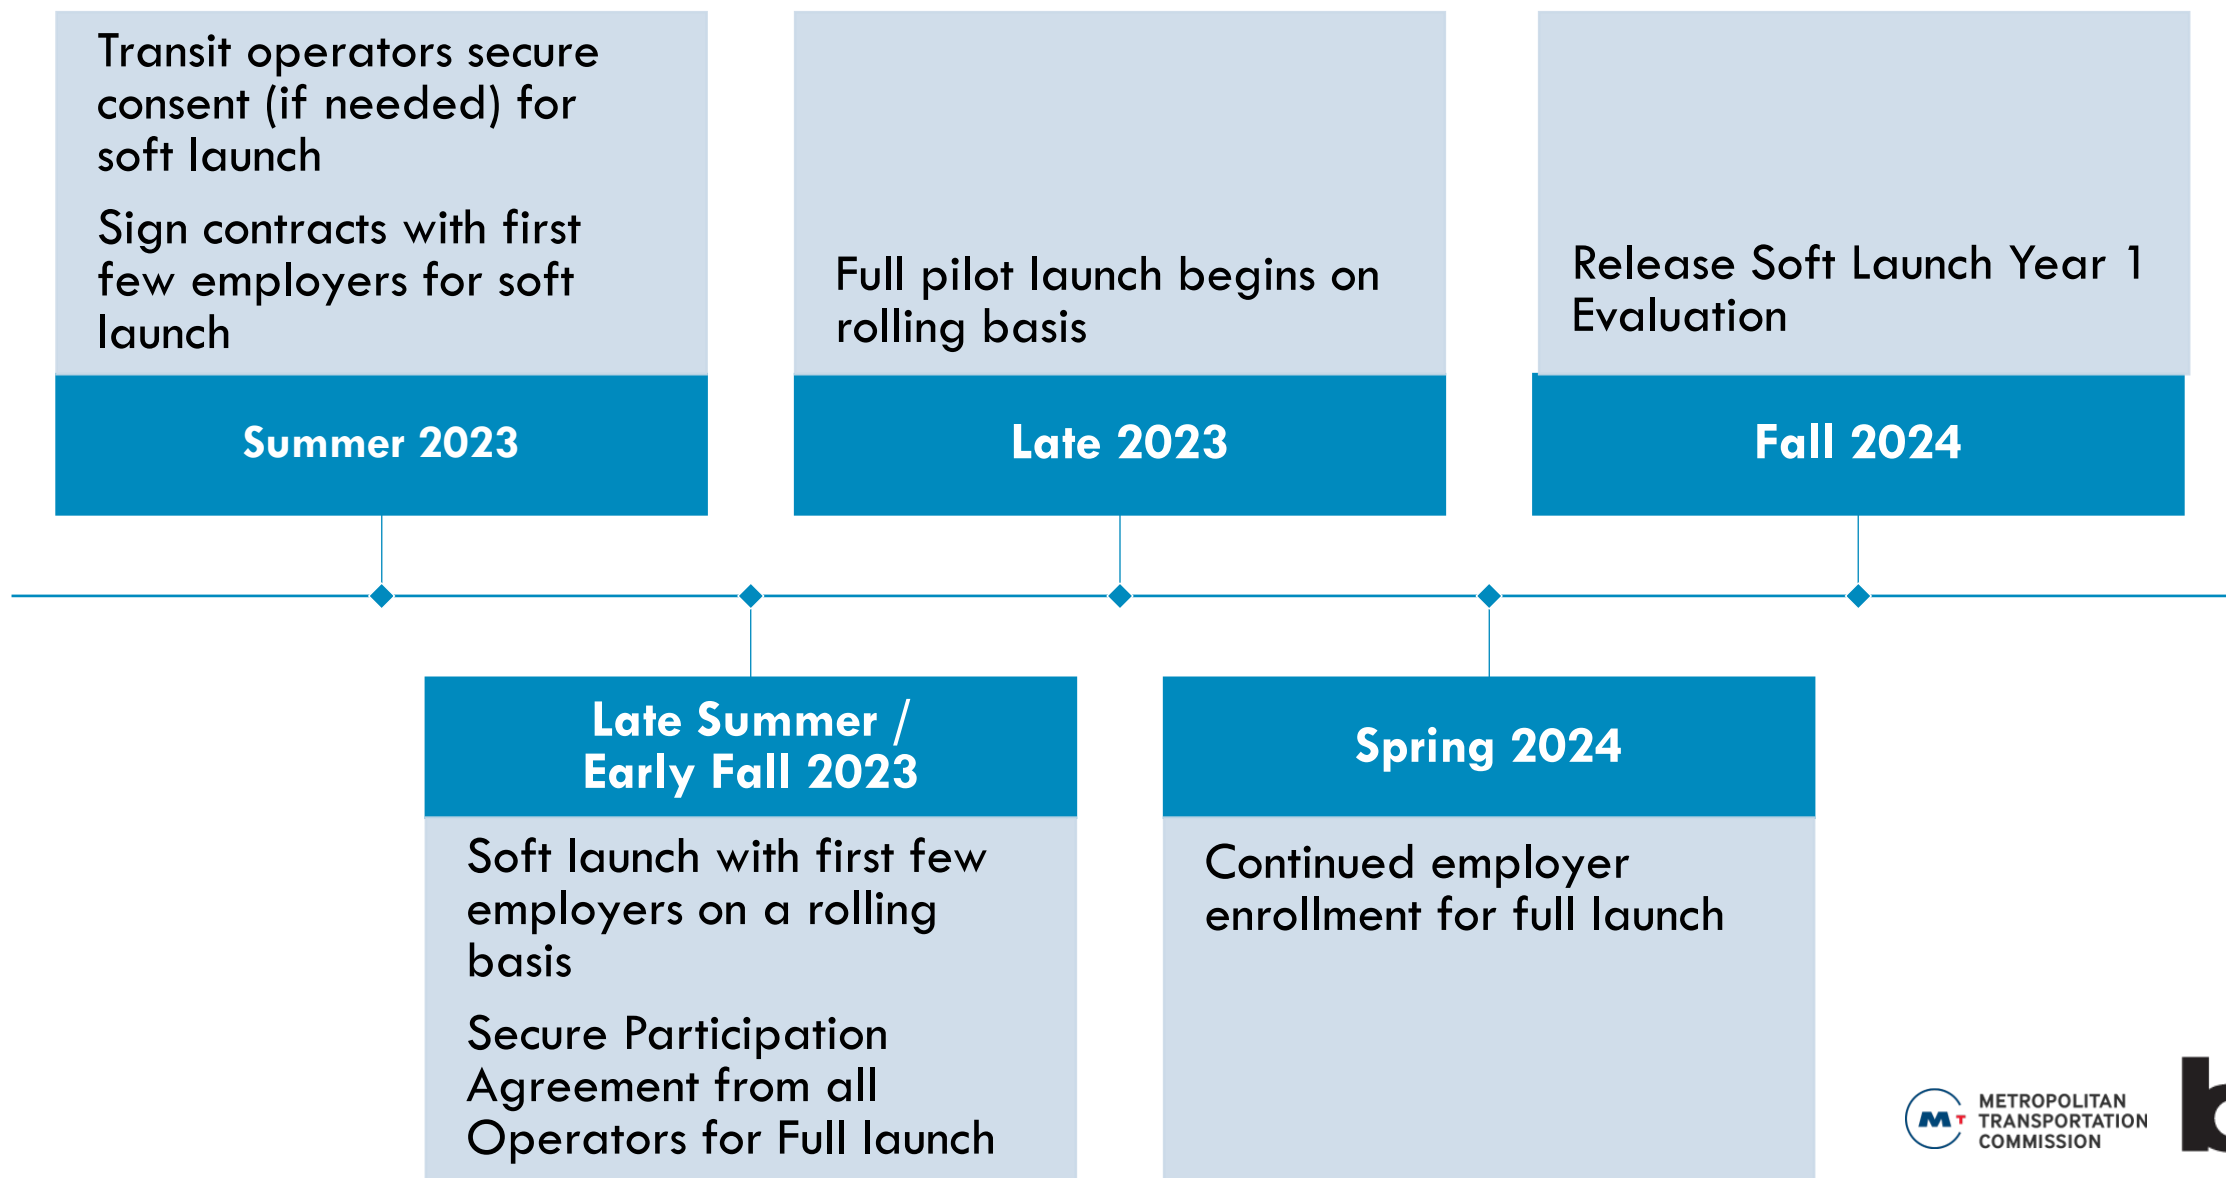 Transit operators secure
consent (if needed) for
soft launch
Sign contracts with first
few employers for soft
launch
Summer 2023
Late Summer /
Early Fall 2023
Soft launch with first few
employers on a rolling
basis
Secure Participation
Agreement from all
Operators for Full launch
Full pilot launch begins on
rolling basis
Late 2023
Spring 2024
Continued employer
enrollment for full launch
Release Soft Launch Year 1
Evaluation
Fall 2024
MT
METROPOLITAN
TRANSPORTATION
COMMISSION